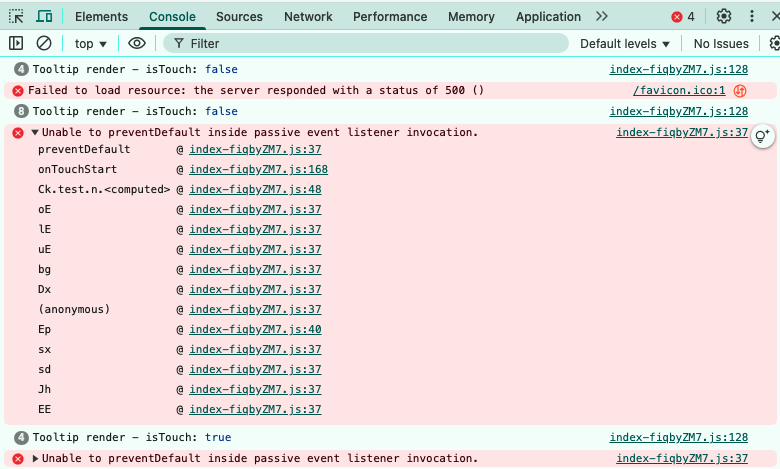 Elements Console Sources Network Performance Memory Application 4
top Filter Default levels No Issues
4 Tooltip render – isTouch: false index-fiqbyZM7.js:128
Failed to load resource: the server responded with a status of 500 () /favicon.ico:1
8 Tooltip render – isTouch: false index-fiqbyZM7.js:128
Unable to preventDefault inside passive event listener invocation. index-fiqbyZM7.js:37
preventDefault @ index-fiqbyZM7.js:37
onTouchStart @ index-fiqbyZM7.js:168
Ck.test.n.<computed> @ index-fiqbyZM7.js:48
oE @ index-fiqbyZM7.js:37
lE @ index-fiqbyZM7.js:37
uE @ index-fiqbyZM7.js:37
bg @ index-fiqbyZM7.js:37
Dx @ index-fiqbyZM7.js:37
(anonymous) @ index-fiqbyZM7.js:37
Ep @ index-fiqbyZM7.js:40
sx @ index-fiqbyZM7.js:37
sd @ index-fiqbyZM7.js:37
Jh @ index-fiqbyZM7.js:37
EE @ index-fiqbyZM7.js:37
4 Tooltip render – isTouch: true index-fiqbyZM7.js:128
Unable to preventDefault inside passive event listener invocation. index-fiqbyZM7.js:37